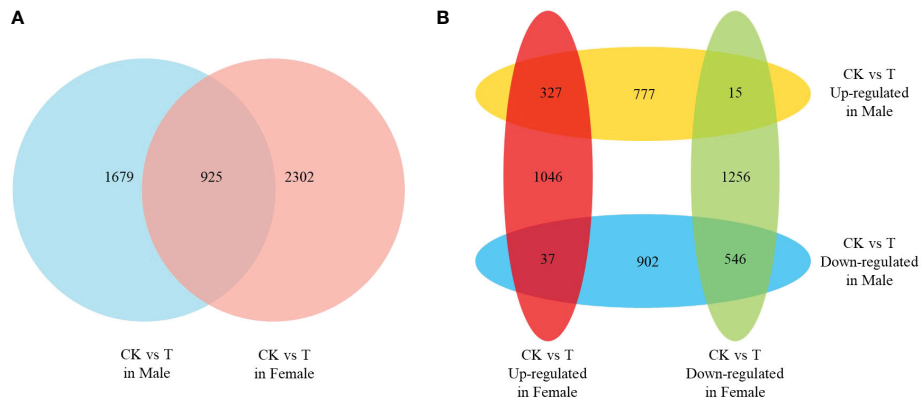 A
1679
925
2302
CK vs T
in Male
CK vs T
in Female
B
327
777
15
CK vs T
Up-regulated
in Male
1046
1256
37
902
546
CK vs T
Down-regulated
in Male
CK vs T
Up-regulated
in Female
CK vs T
Down-regulated
in Female